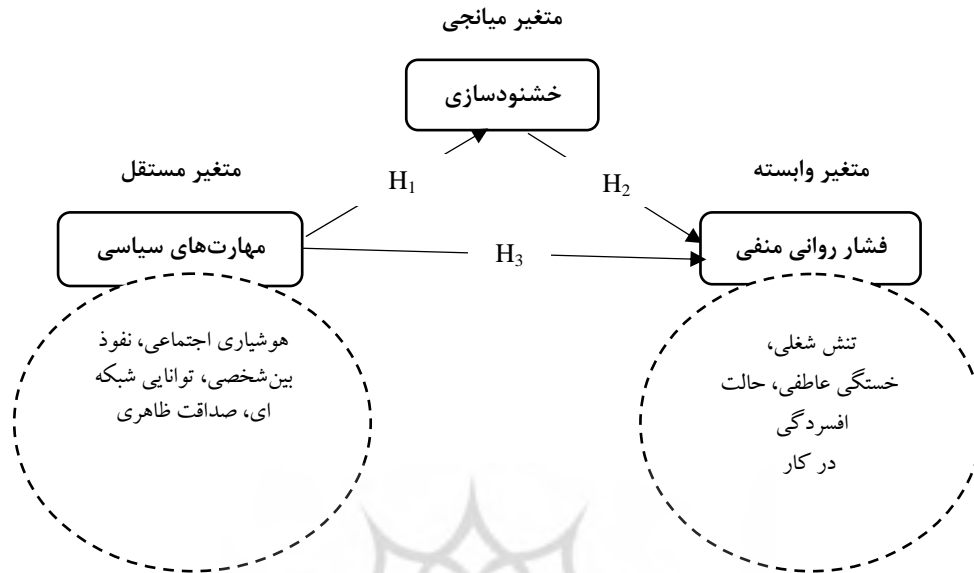 متغیر میانجی
خشنودسازی
متغیر وابسته
متغیر مستقل
H₁
H₂
فشار روانی منفی
مهارت‌های سیاسی
H₃
هوشیاری اجتماعی، نفوذ
بین‌شخصی، توانایی شبکه
ای، صداقت ظاهری
تنش شغلی،
خستگی عاطفی، حالت
افسردگی
در کار